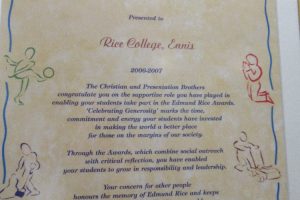 Presented to
Rice College, Ennis
2006-2007
The Christian and Presentation Brothers
congratulate you on the supportive role you have played in
enabling your students take part in the Edmund Rice Awards.
'Celebrating Generosity' marks the time,
commitment and energy your students have invested
in making the world a better place
for those on the margins of our society.
Through the Awards, which combine social outreach
with critical reflection, you have enabled
your students to grow in responsibility and leadership.
Your concern for other people
honours the memory of Edmund Rice and keeps